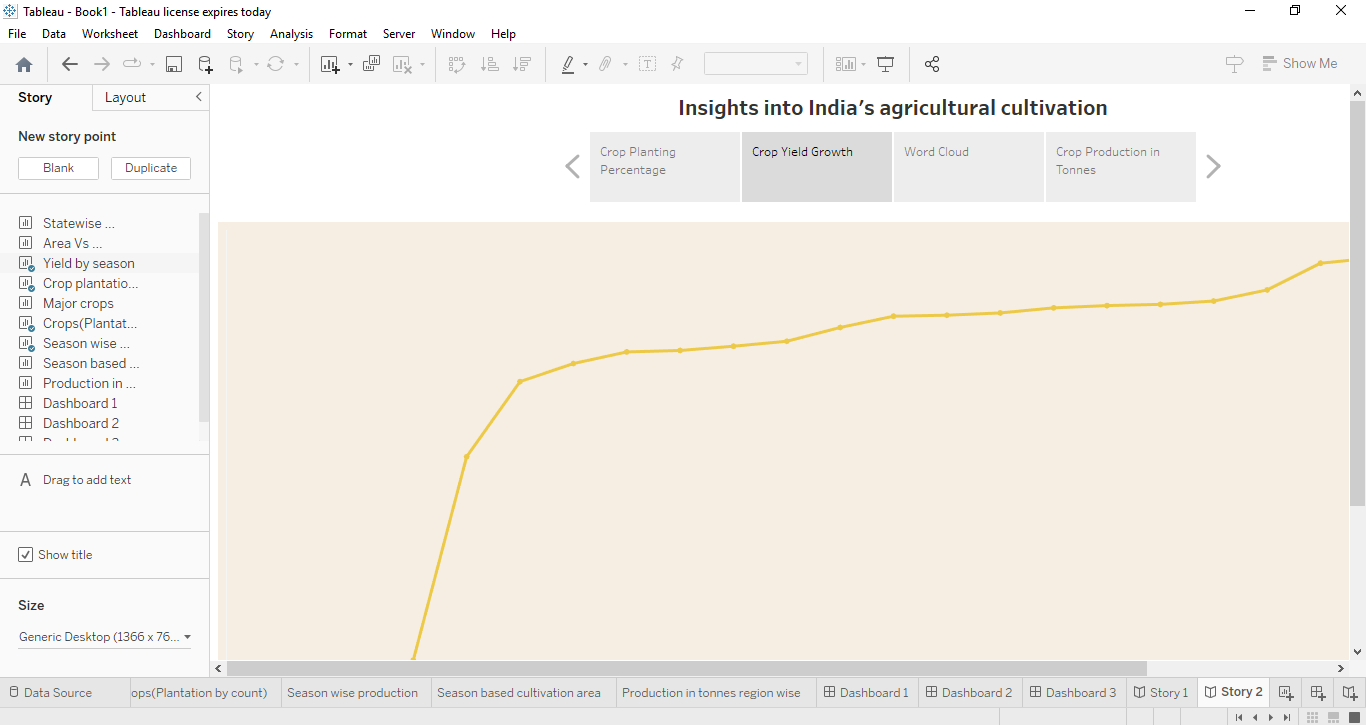 Tableau - Book1 - Tableau license expires today
File Data Worksheet Dashboard Story Analysis Format Server Window Help
Show Me
Story Layout
New story point
Blank Duplicate
Statewise ...
Area Vs ...
Yield by season
Crop plantatio...
Major crops
Crops(Plantat...
Season wise ...
Season based ...
Production in ...
Dashboard 1
Dashboard 2
A Drag to add text
Show title
Size
Generic Desktop (1366 x 76...
Insights into India’s agricultural cultivation
Crop Planting
Percentage
Crop Yield Growth
Word Cloud
Crop Production in
Tonnes
Data Source ops(Plantation by count) Season wise production Season based cultivation area Production in tonnes region wise Dashboard 1 Dashboard 2 Dashboard 3 Story 1 Story 2